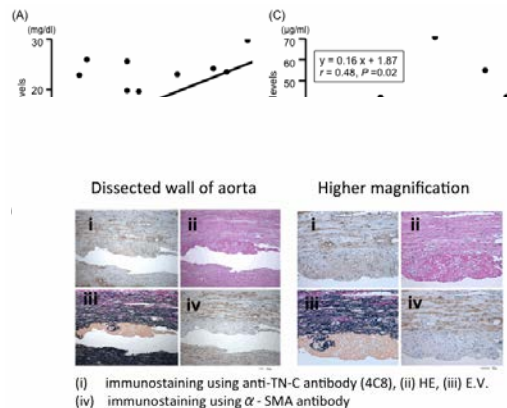 (A)
(mg/dl)
30
20
vels
(C)
(μg/ml)
70
60
50
levels
y = 0.16 x + 1.87
r = 0.48, P =0.02
Dissected wall of aorta
Higher magnification
i
ii
iii
iv
i
ii
iii
iv
(i) immunostaining using anti-TN-C antibody (4C8), (ii) HE, (iii) E.V.
(iv) immunostaining using α - SMA antibody